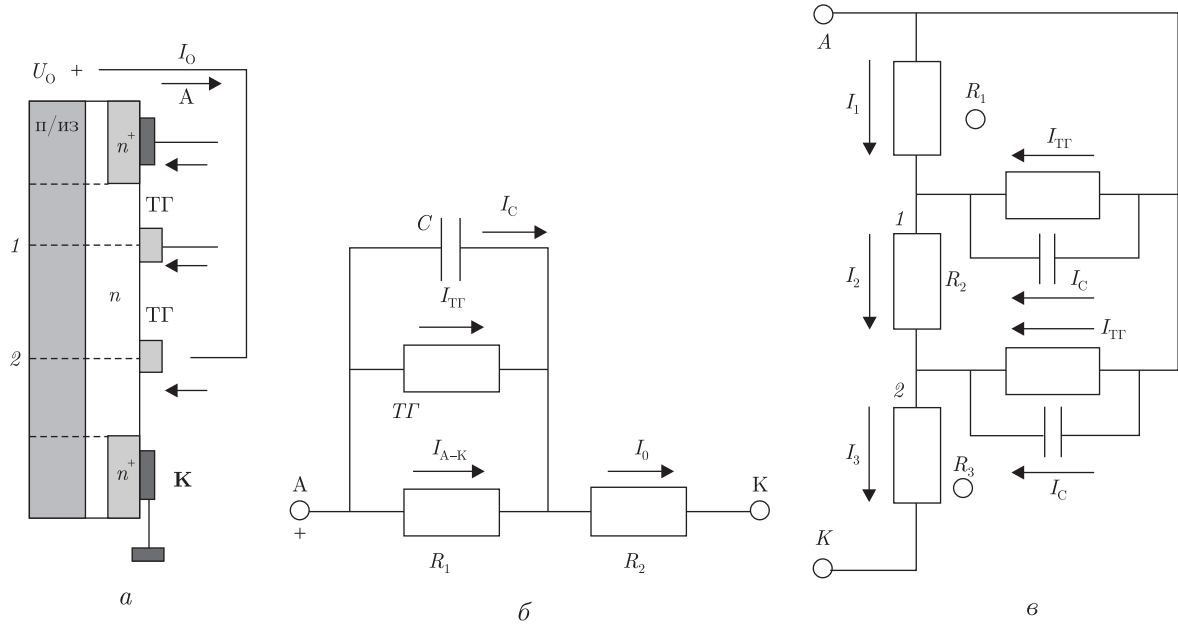 U_O +
I_O
А
п/из
n^+
ТГ
1
n
ТГ
2
n^+
К
а
C
I_C
I_ТГ
ТГ
I_А–К
I_0
А
+
К
R_1
R_2
б
А
I_1
R_1
I_ТГ
1
I_2
R_2
I_C
I_ТГ
2
I_3
R_3
I_C
К
в